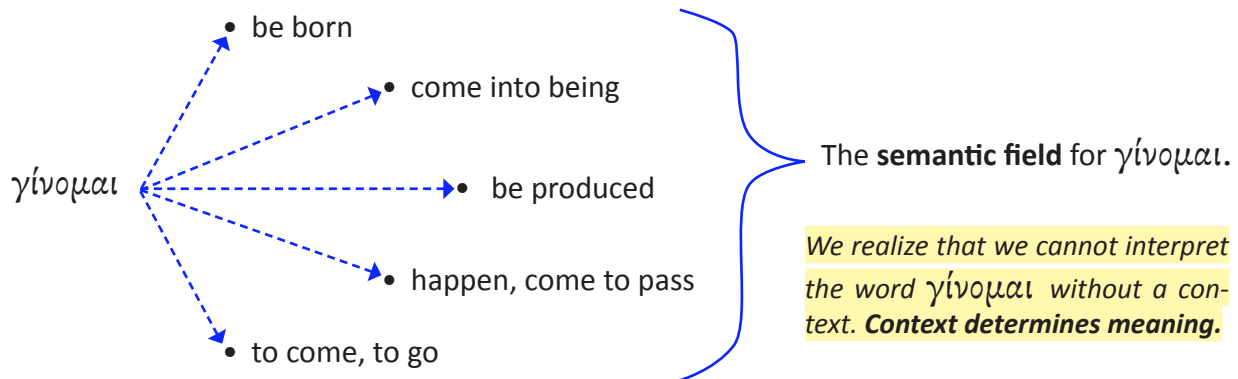 γίνομαι
• be born
• come into being
• be produced
• happen, come to pass
• to come, to go
The semantic field for γίνομαι.
We realize that we cannot interpret
the word γίνομαι without a con-
text. Context determines meaning.